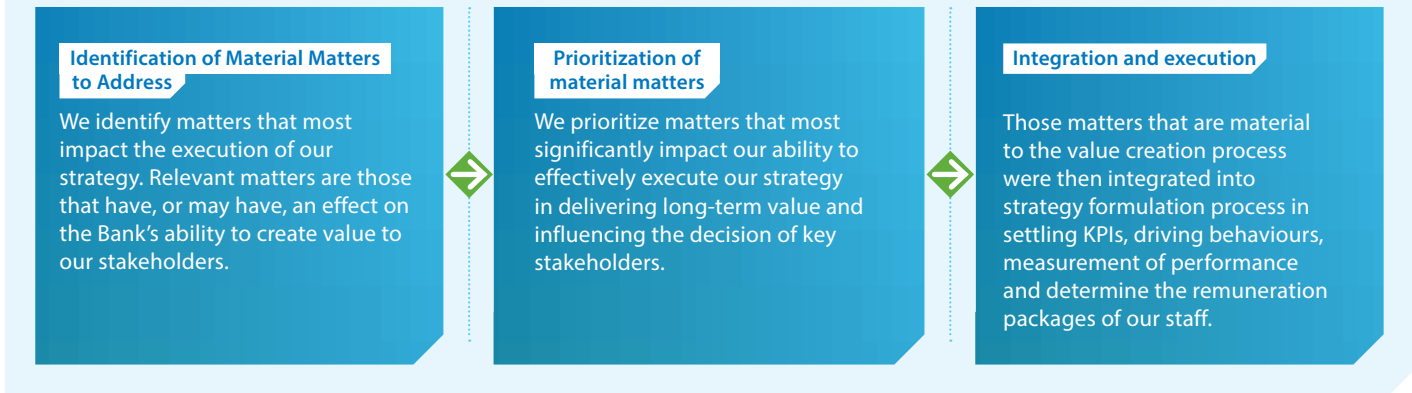 Identification of Material Matters
to Address
We identify matters that most
impact the execution of our
strategy. Relevant matters are those
that have, or may have, an effect on
the Bank’s ability to create value to
our stakeholders.
Prioritization of
material matters
We prioritize matters that most
significantly impact our ability to
effectively execute our strategy
in delivering long-term value and
influencing the decision of key
stakeholders.
Integration and execution
Those matters that are material
to the value creation process
were then integrated into
strategy formulation process in
settling KPIs, driving behaviours,
measurement of performance
and determine the remuneration
packages of our staff.